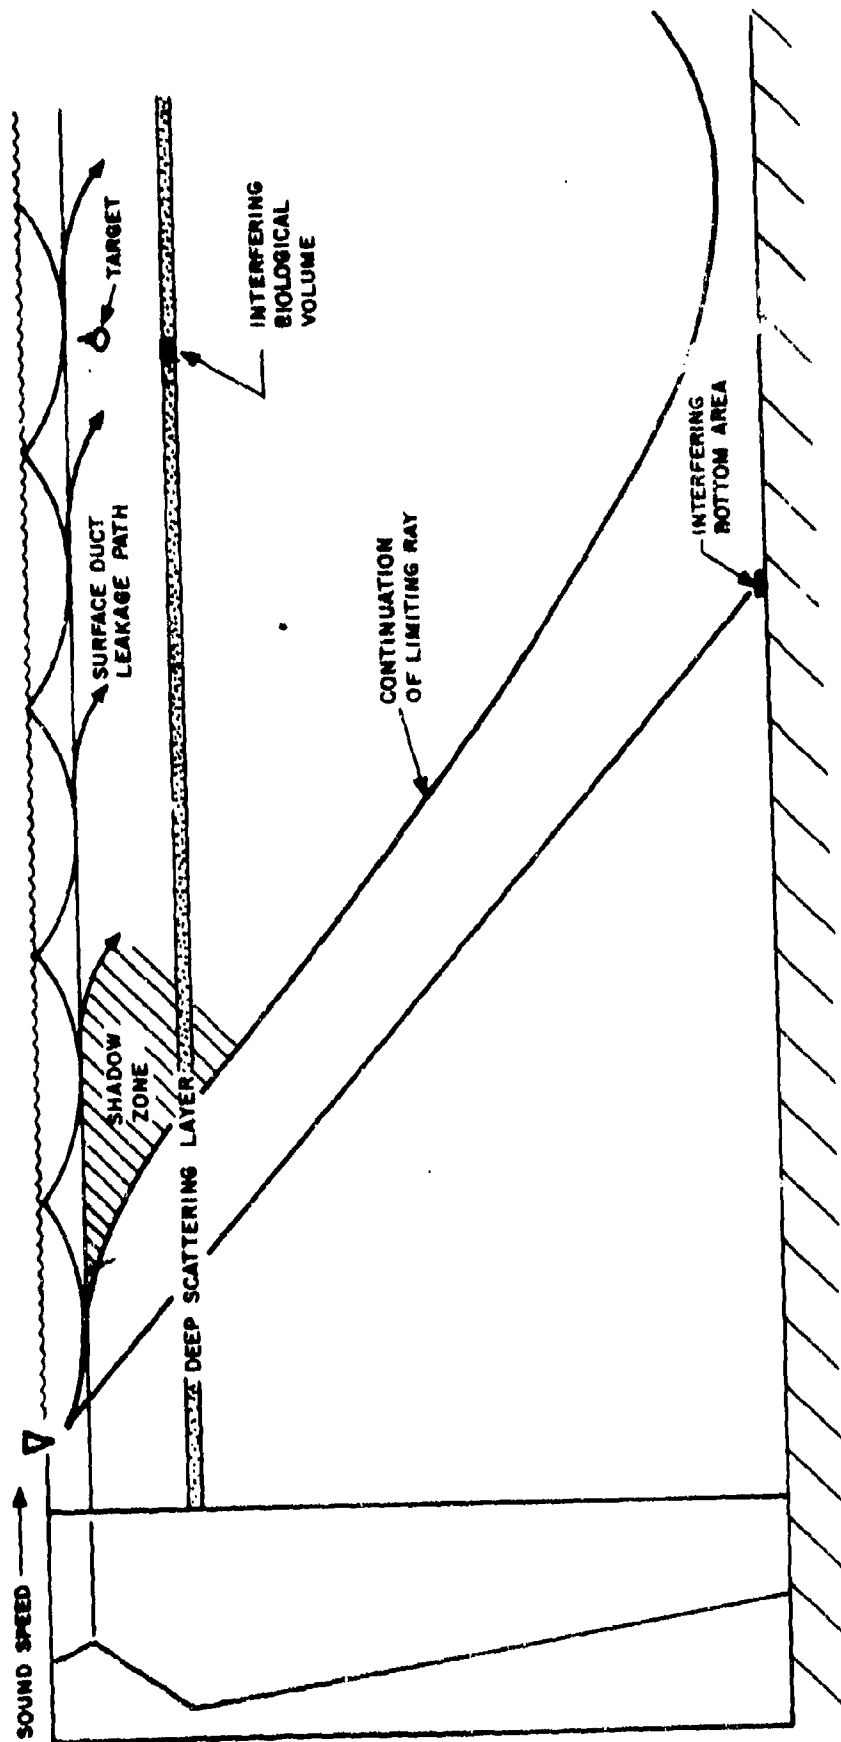 SOUND SPEED
SHADOW
ZONE
SURFACE DUCT
LEAKAGE PATH
TARGET
DEEP SCATTERING LAYER
INTERFERING
BIOLOGICAL
VOLUME
CONTINUATION
OF LIMITING RAY
INTERFERING
BOTTOM AREA